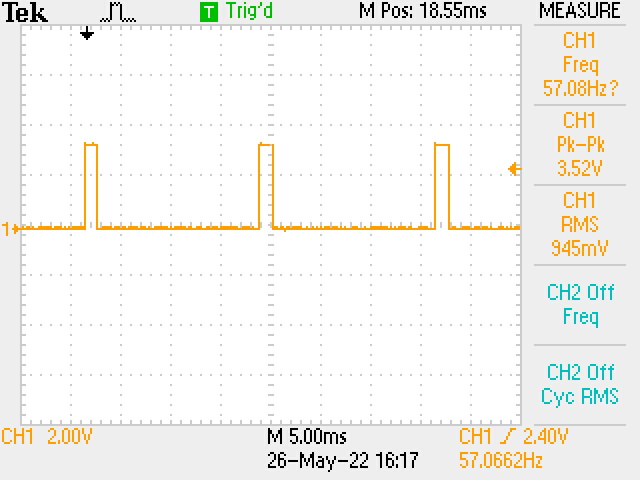 Tek T Trig'd M Pos: 18.55ms MEASURE
CH1
Freq
57.08Hz?
CH1
Pk-Pk
3.52V
CH1
RMS
945mV
CH2 Off
Freq
CH2 Off
Cyc RMS
1
CH1 2.00V M 5.00ms CH1 2.40V
26-May-22 16:17 57.0662Hz